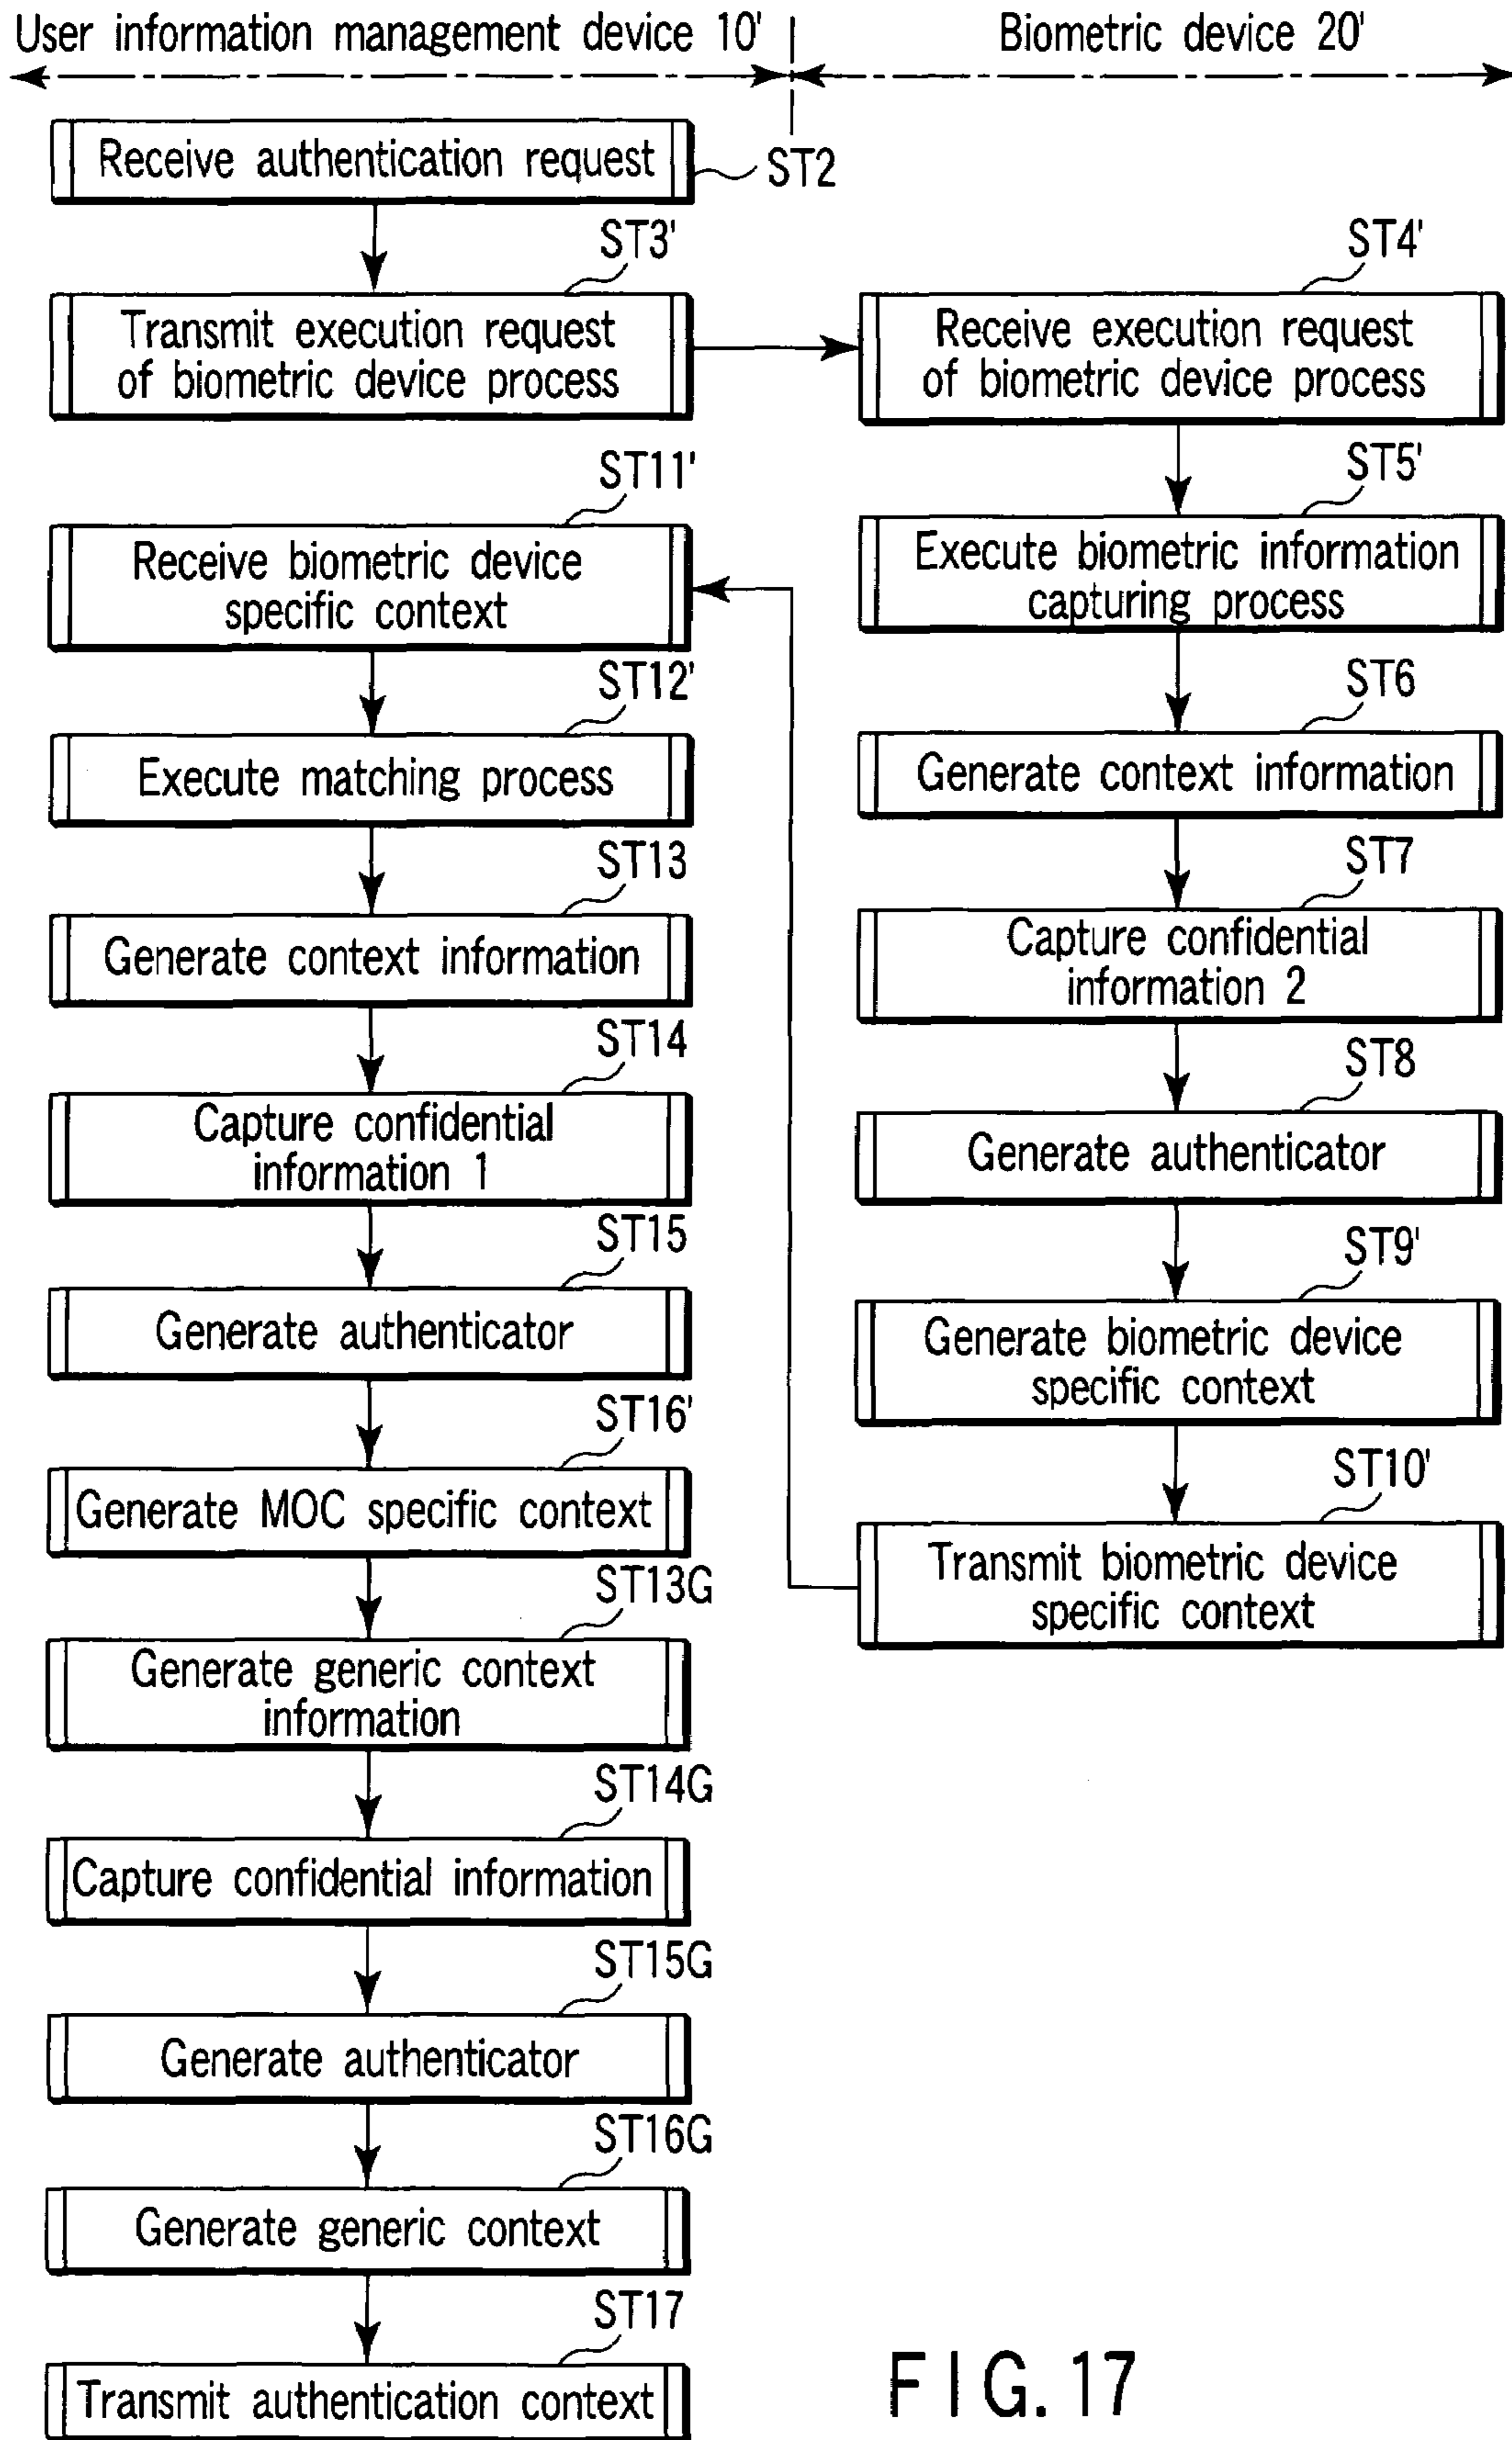 User information management device 10'
Biometric device 20'
Receive authentication request
ST2
ST3'
Transmit execution request
of biometric device process
ST4'
Receive execution request
of biometric device process
ST5'
Execute biometric information
capturing process
ST6
Generate context information
ST7
Capture confidential
information 2
ST8
Generate authenticator
ST9'
Generate biometric device
specific context
ST10'
Transmit biometric device
specific context
ST11'
Receive biometric device
specific context
ST12'
Execute matching process
ST13
Generate context information
ST14
Capture confidential
information 1
ST15
Generate authenticator
ST16'
Generate MOC specific context
ST13G
Generate generic context
information
ST14G
Capture confidential information
ST15G
Generate authenticator
ST16G
Generate generic context
ST17
Transmit authentication context
FIG. 17